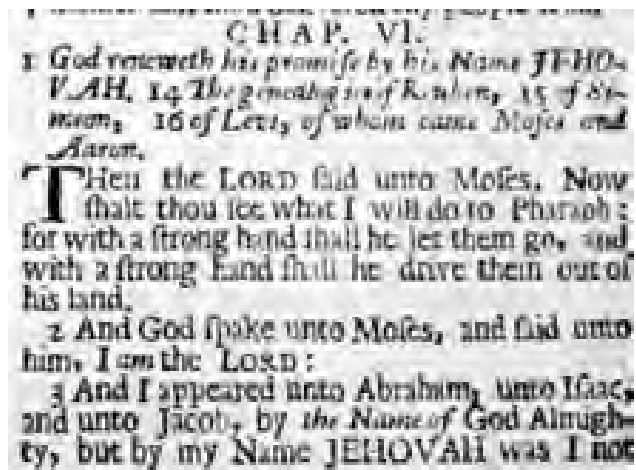 CHAP. VI.
1 God reneweth his promiſe by his Name JEHO-
VAH. 14 The genealogies of Reuben, 15 of Si-
meon, 16 of Levi, of whom came Moſes and
Aaron.
THen the LORD ſaid unto Moſes, Now
ſhalt thou ſee what I will do to Pharaoh:
for with a ſtrong hand ſhall he let them go, and
with a ſtrong hand ſhall he drive them out of
his land.
2 And God ſpake unto Moſes, and ſaid unto
him, I am the LORD:
3 And I appeared unto Abraham, unto Iſaac,
and unto Jacob, by the Name of God Almigh-
ty, but by my Name JEHOVAH was I not